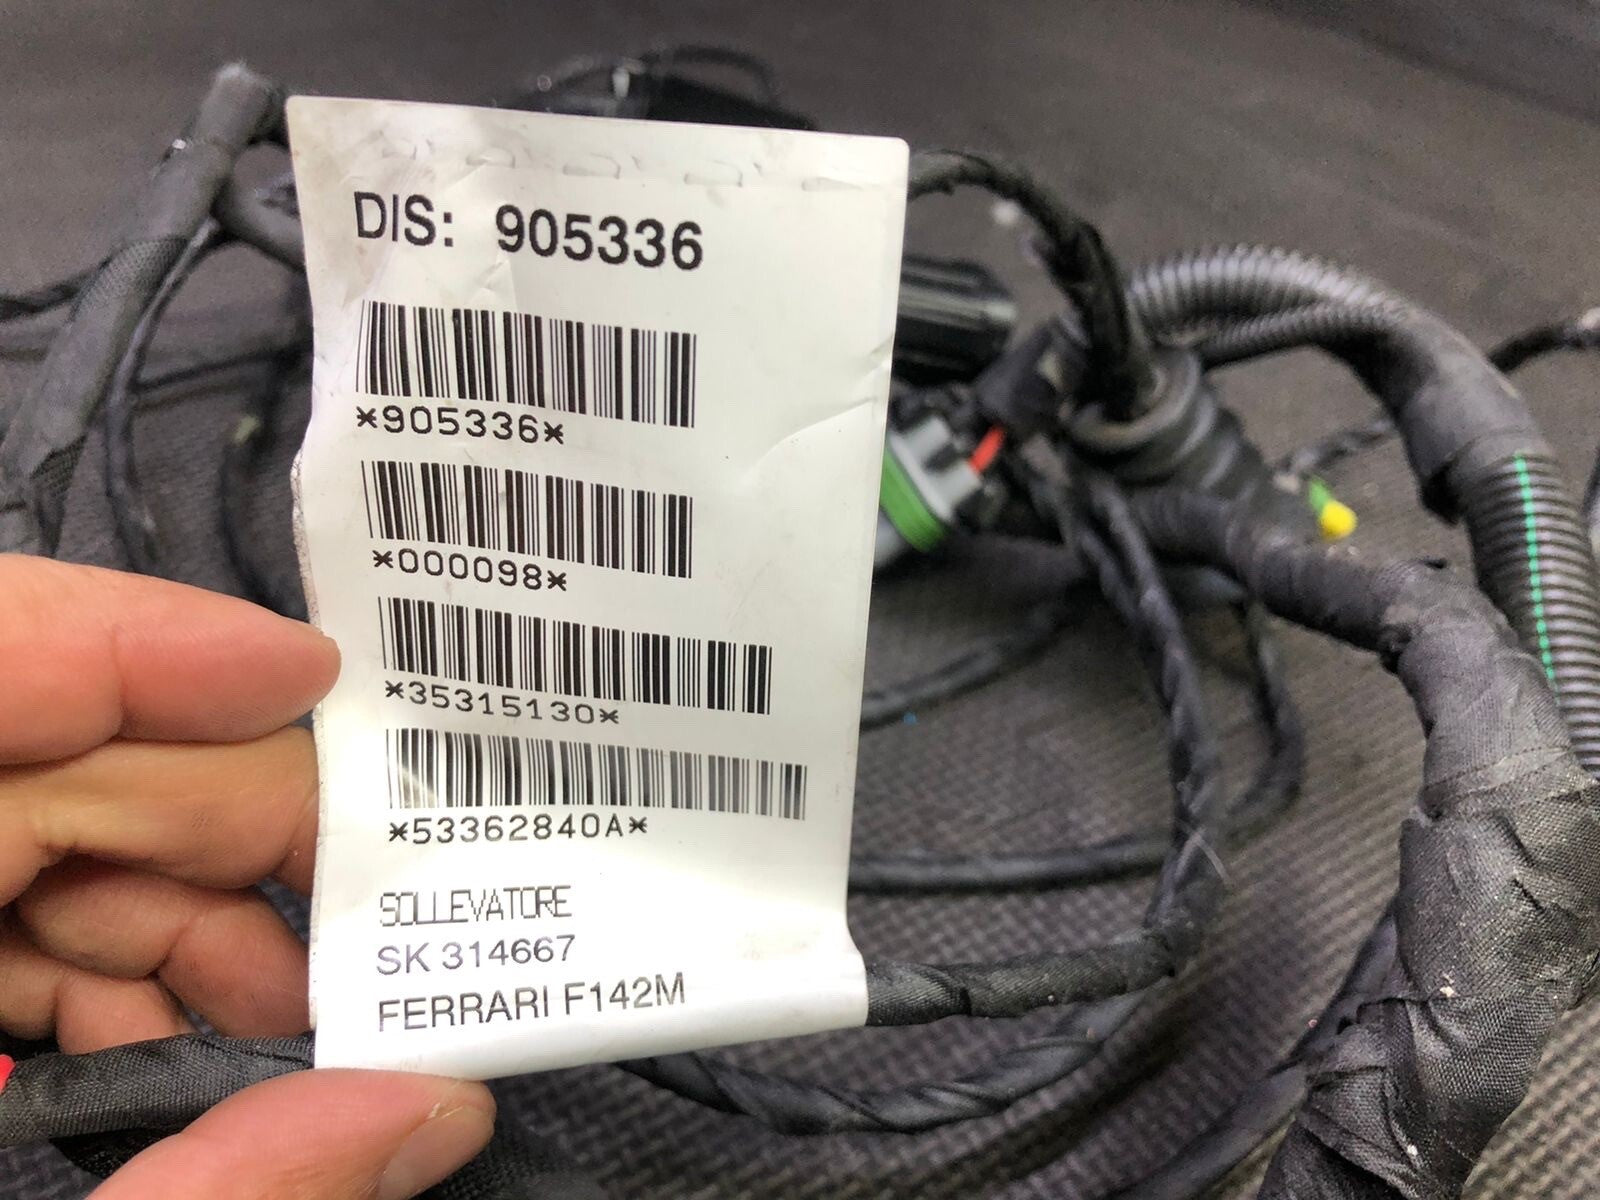 DIS: 905336
*905336*
*000098*
*35315130*
*53362840A*
SOLLEVATORE
SK 314667
FERRARI F142M